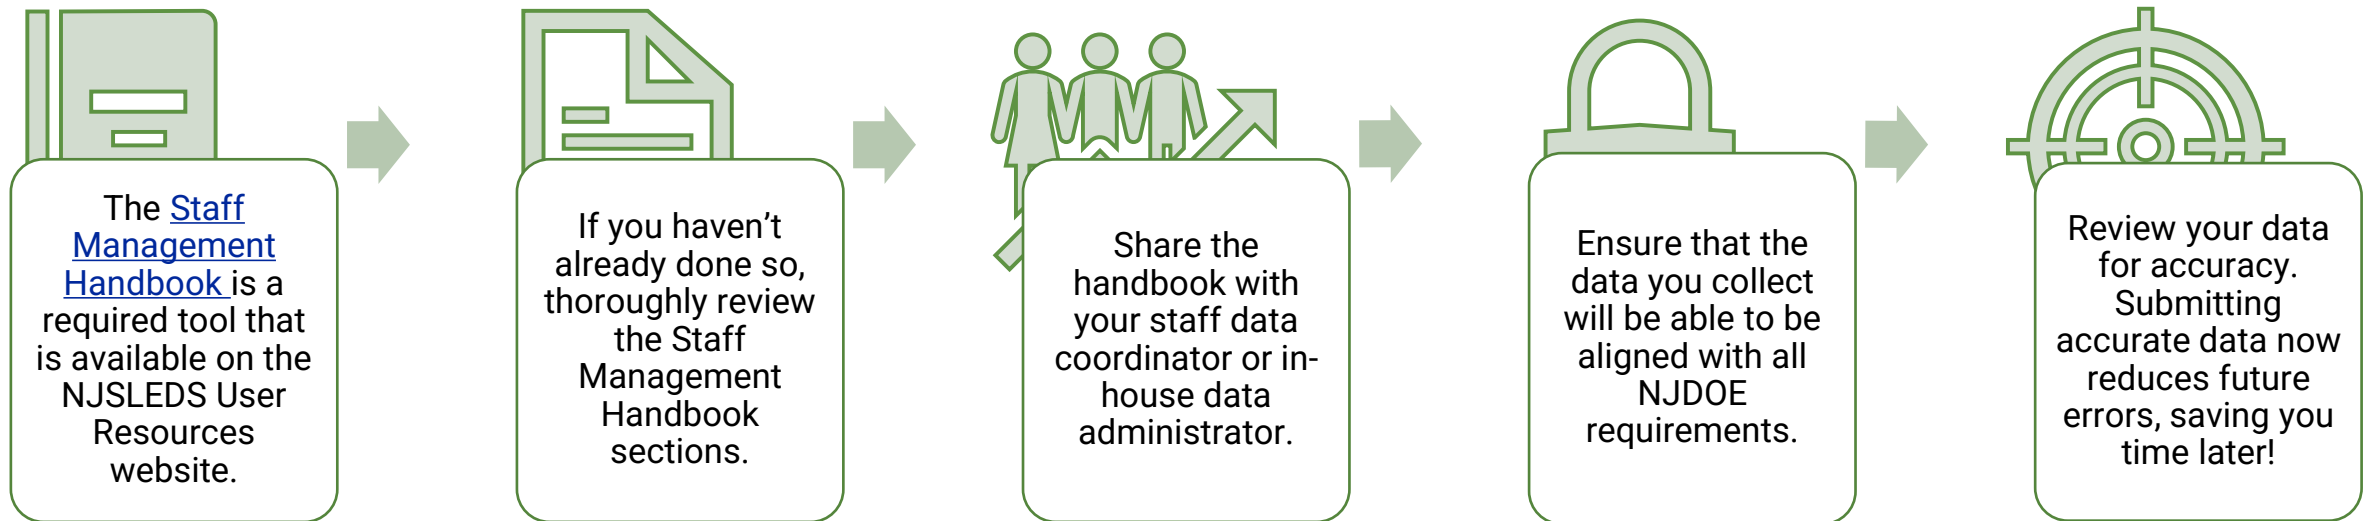 The Staff
Management
Handbook is a
required tool that
is available on the
NJSLEDS User
Resources
website.
If you haven’t
already done so,
thoroughly review
the Staff
Management
Handbook
sections.
Share the
handbook with
your staff data
coordinator or in-
house data
administrator.
Ensure that the
data you collect
will be able to be
aligned with all
NJDOE
requirements.
Review your data
for accuracy.
Submitting
accurate data now
reduces future
errors, saving you
time later!